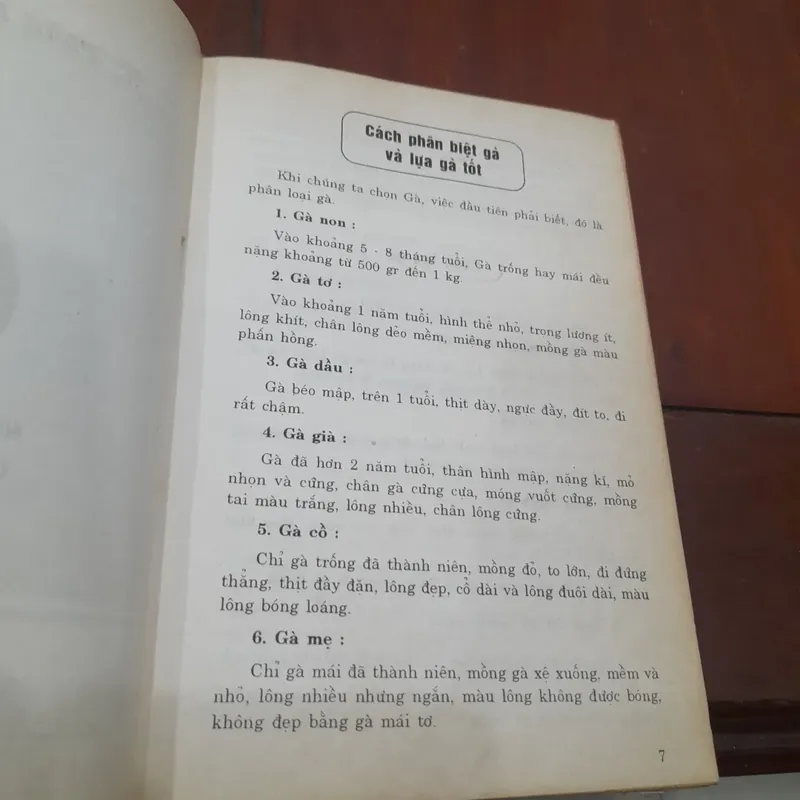 Cách phân biệt gà
và lựa gà tốt
Khi chúng ta chọn Gà, việc đầu tiên phải biết, đó là
phân loại gà.
1. Gà non :
Vào khoảng 5 - 8 tháng tuổi, Gà trống hay mái đều
nặng khoảng từ 500 gr đến 1 kg.
2. Gà tơ :
Vào khoảng 1 năm tuổi, hình thể nhỏ, trọng lương ít,
lông khít, chân lông dẻo mềm, miệng nhon, mồng gà màu
phấn hồng.
3. Gà dầu :
Gà béo mập, trên 1 tuổi, thịt dày, ngực đầy, đít to, đi
rất chậm.
4. Gà già :
Gà đã hơn 2 năm tuổi, thân hình mập, nặng kí, mỏ
nhọn và cứng, chân gà cứng cựa, móng vuốt cứng, mồng
tai màu trắng, lông nhiều, chân lông cứng.
5. Gà cồ :
Chỉ gà trống đã thành niên, mồng đỏ, to lớn, đi đứng
thẳng, thịt đầy đặn, lông đẹp, cổ dài và lông đuôi dài, màu
lông bóng loáng.
6. Gà mẹ :
Chỉ gà mái đã thành niên, mồng gà xệ xuống, mềm và
nhỏ, lông nhiều nhưng ngắn, màu lông không được bóng,
không đẹp bằng gà mái tơ.
7